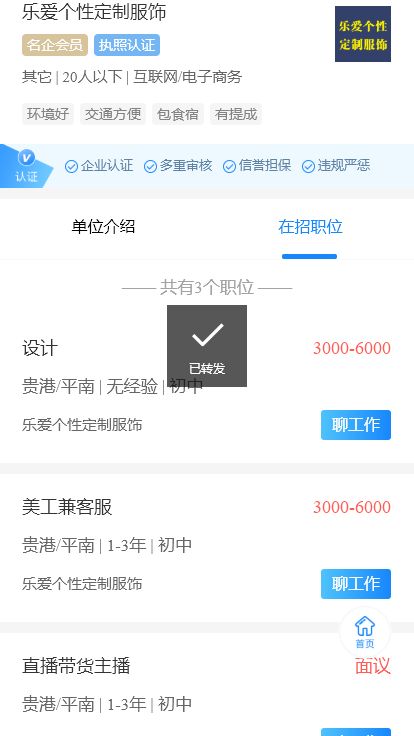 乐爱个性定制服饰
乐爱个性
定制服饰
名企会员 执照认证
其它 | 20人以下 | 互联网/电子商务
环境好 交通方便 包食宿 有提成
V
认证
企业认证 多重审核 信誉担保 违规严惩
单位介绍 在招职位
共有3个职位
设计 3000-6000
已转发
贵港/平南 | 无经验 | 初中
乐爱个性定制服饰 聊工作
美工兼客服 3000-6000
贵港/平南 | 1-3年 | 初中
乐爱个性定制服饰 聊工作
首页
直播带货主播 面议
贵港/平南 | 1-3年 | 初中